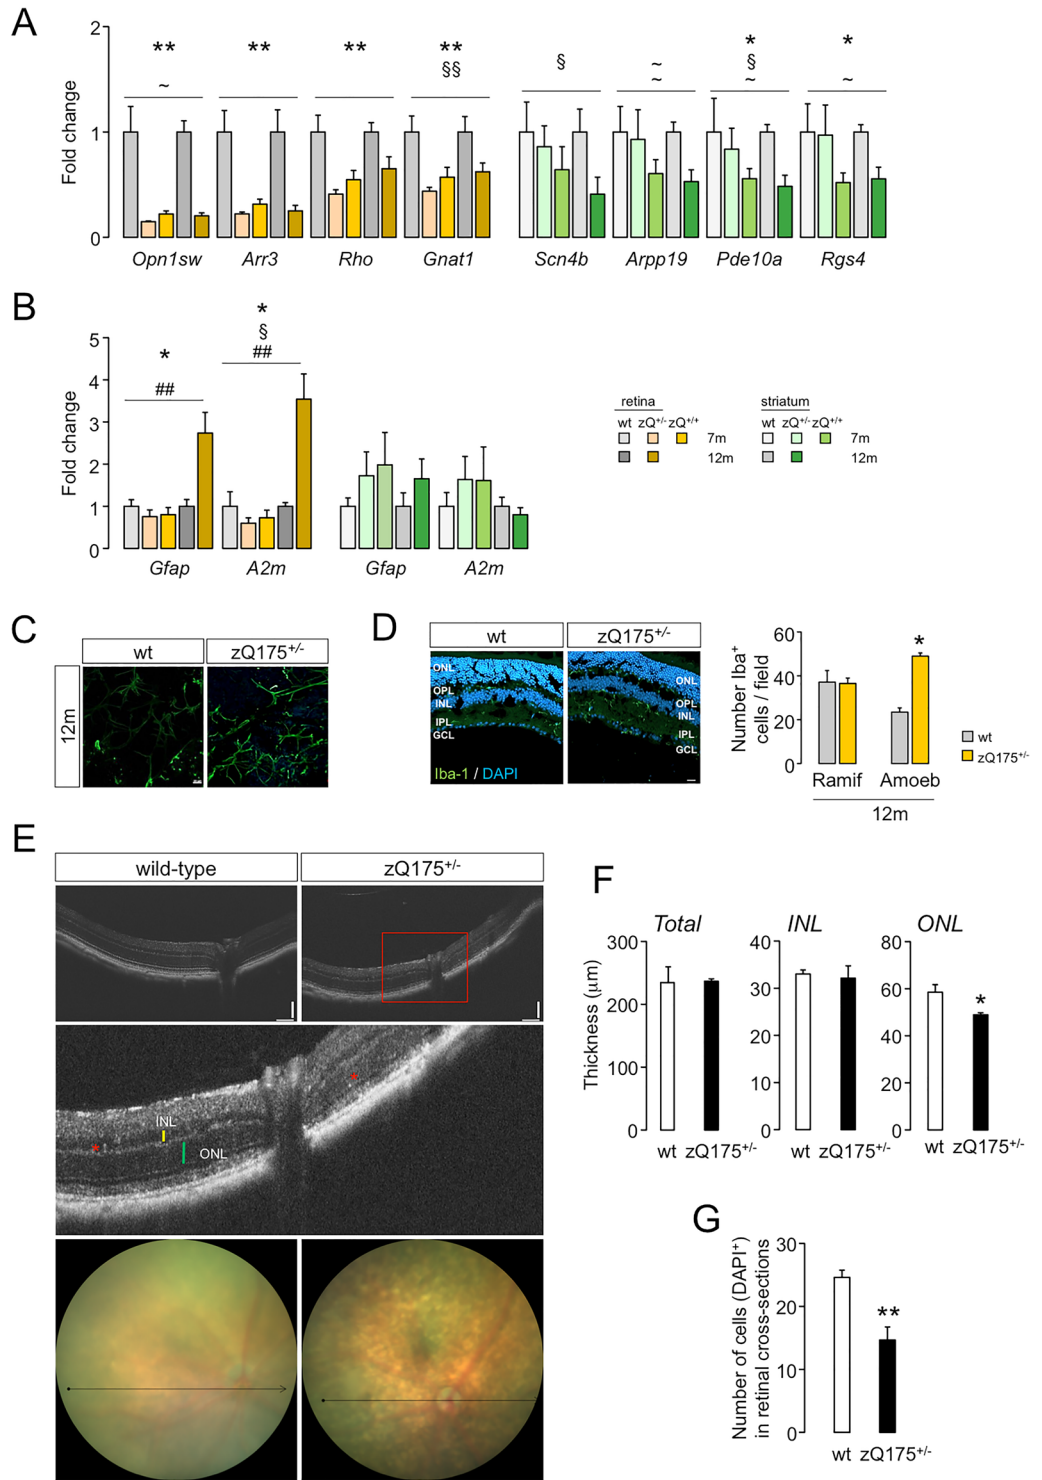 A
Fold change
2
1
0
**
~
**
**
**
§§
§
~
~
*
§
~
*
~
Opn1sw
Arr3
Rho
Gnat1
Scn4b
Arpp19
Pde10a
Rgs4
B
Fold change
5
4
3
2
1
0
*
##
*
§
##
Gfap
A2m
Gfap
A2m
retina
striatum
wt zQ+/- zQ+/+
wt zQ+/- zQ+/+
7m
7m
12m
12m
C
wt
zQ175+/-
12m
D
wt
zQ175+/-
ONL
OPL
INL
IPL
GCL
ONL
OPL
INL
IPL
GCL
Iba-1 / DAPI
Number Iba+
cells / field
60
40
20
0
*
Ramif
Amoeb
12m
wt
zQ175+/-
E
wild-type
zQ175+/-
INL
ONL
*
F
Total
INL
ONL
Thickness (μm)
300
200
100
0
40
30
20
10
0
80
60
40
20
0
*
wt zQ175+/-
wt zQ175+/-
wt zQ175+/-
G
Number of cells (DAPI+)
in retinal cross-sections
30
20
10
0
**
wt zQ175+/-